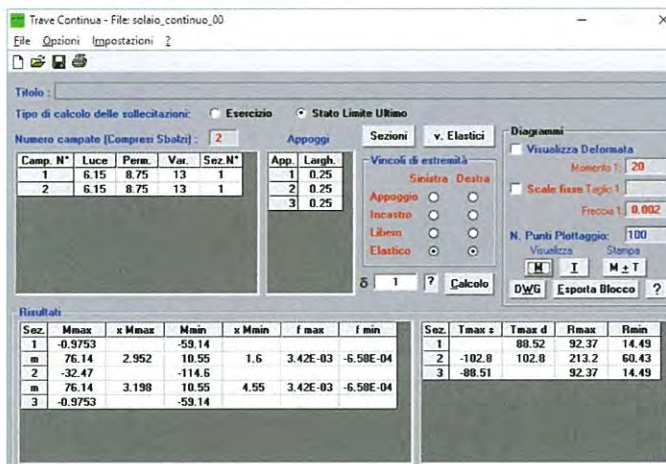 Trave Continua - File: solaio_continuo_00
File Opzioni Impostazioni ?
Titolo :
Tipo di calcolo delle sollecitazioni: Esercizio Stato Limite Ultimo
Numero campate (Compresi Sbalzi) : 2
Camp. N° Luce Perm. Var. Sez.N°
1 6.15 8.75 13 1
2 6.15 8.75 13 1
Appoggi
App. Largh.
1 0.25
2 0.25
3 0.25
Sezioni v. Elastici
Vincoli di estremità
Sinistra Destra
Appoggio
Incastro
Libero
Elastico
δ 1 ? Calcolo
Diagrammi
Visualizza Deformata
Momento 1: 20
Scale fisse Taglio 1:
Freccia 1: 0.002
N. Punti Plottaggio: 100
Visualizza Stampa
M T M + T
DWG Esporta Blocco ?
Risultati
Sez. Mmax x Mmax Mmin x Mmin f max f min
1 -0.9753 -59.14
m 76.14 2.952 10.55 1.6 3.42E-03 -6.58E-04
2 -32.47 -114.6
m 76.14 3.198 10.55 4.55 3.42E-03 -6.58E-04
3 -0.9753 -59.14
Sez. Tmax s Tmax d Rmax Rmin
1 88.52 92.37 14.49
2 -102.8 102.8 213.2 60.43
3 -88.51 92.37 14.49